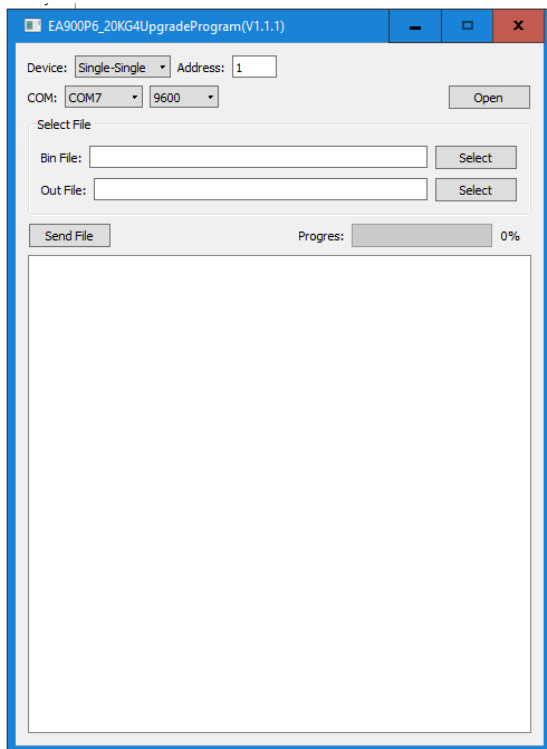 EA900P6_20KG4UpgradeProgram(V1.1.1)
Device: Single-Single Address: 1
COM: COM7 9600 Open
Select File
Bin File: Select
Out File: Select
Send File Progres: 0%